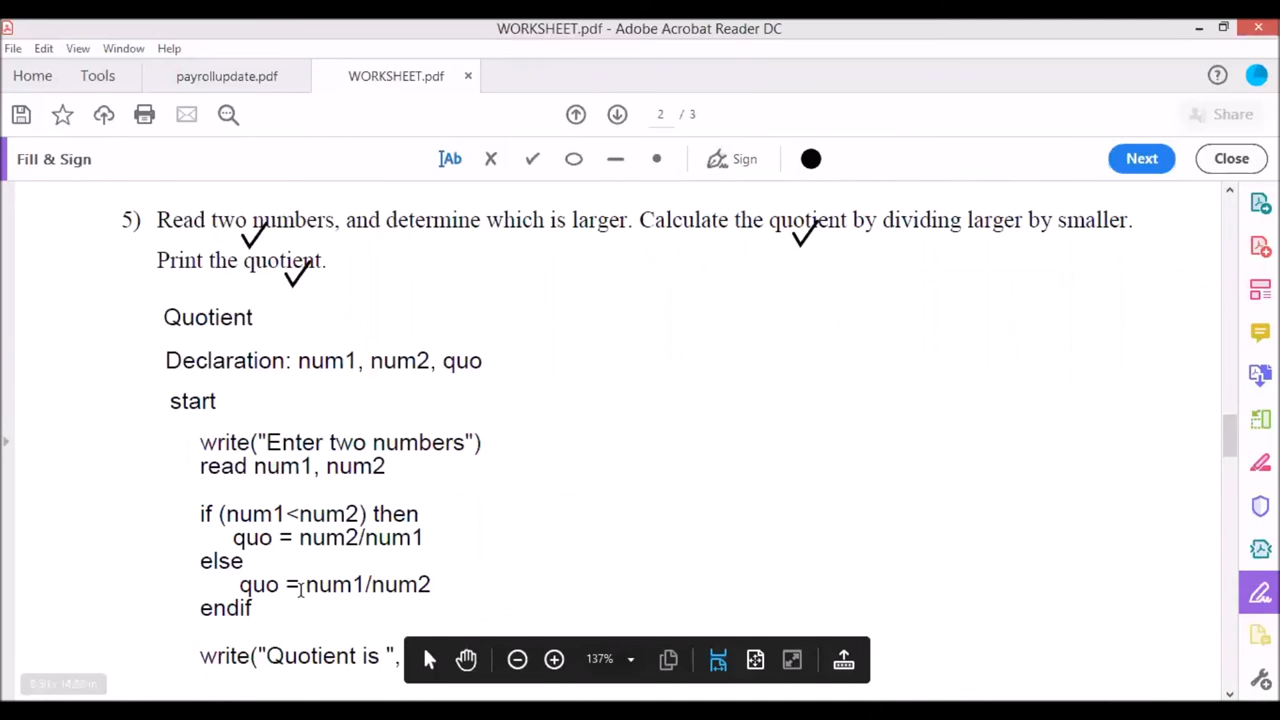 WORKSHEET.pdf - Adobe Acrobat Reader DC
File Edit View Window Help
Home Tools payrollupdate.pdf WORKSHEET.pdf
2 / 3
Share
Fill & Sign
Ab
Sign
Next
Close
5) Read two numbers, and determine which is larger. Calculate the quotient by dividing larger by smaller.
Print the quotient.
Quotient
Declaration: num1, num2, quo
start
write("Enter two numbers")
read num1, num2
if (num1<num2) then
quo = num2/num1
else
quo = num1/num2
endif
write("Quotient is ",
137%